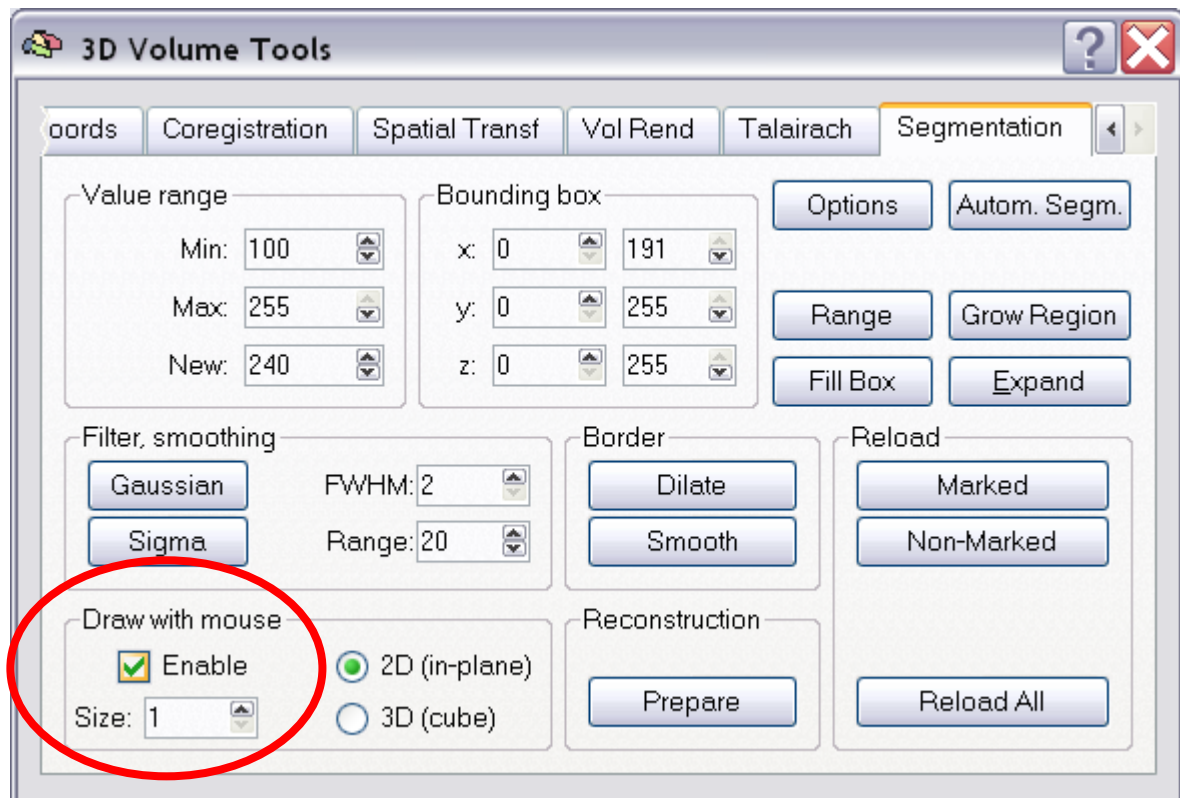 3D Volume Tools
oords Coregistration Spatial Transf Vol Rend Talairach Segmentation
Value range Bounding box Options Autom. Segm.
Min: 100 x: 0 191
Max: 255 y: 0 255 Range Grow Region
New: 240 z: 0 255 Fill Box Expand
Filter, smoothing Border Reload
Gaussian FWHM: 2 Dilate Marked
Sigma Range: 20 Smooth Non-Marked
Draw with mouse Reconstruction
Enable 2D (in-plane)
Size: 1 3D (cube) Prepare Reload All